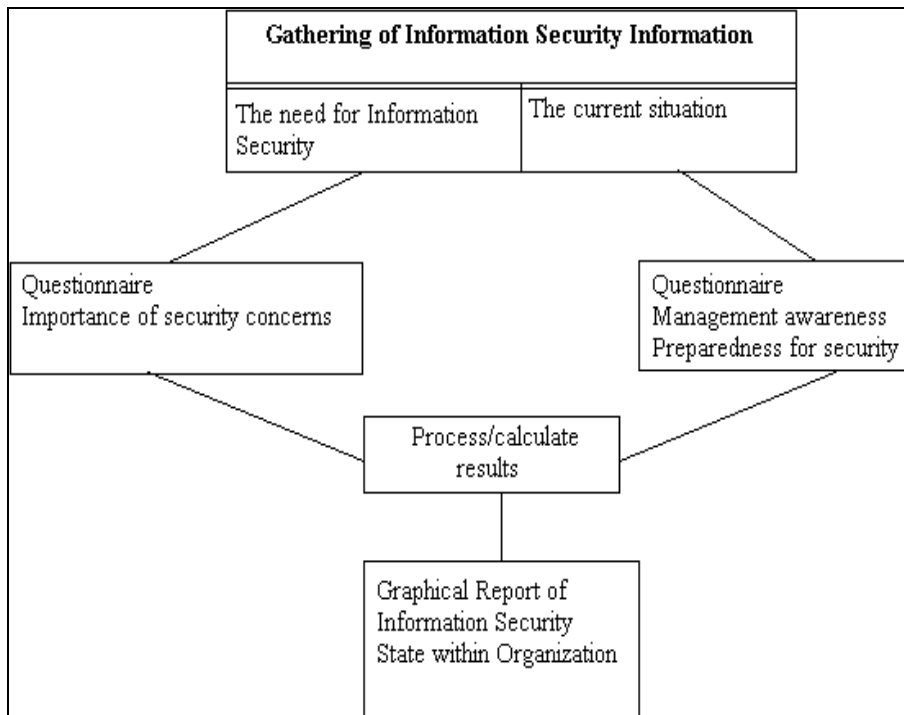 Gathering of Information Security Information
The need for Information
Security
The current situation
Questionnaire
Importance of security concerns
Questionnaire
Management awareness
Preparedness for security
Process/calculate
results
Graphical Report of
Information Security
State within Organization